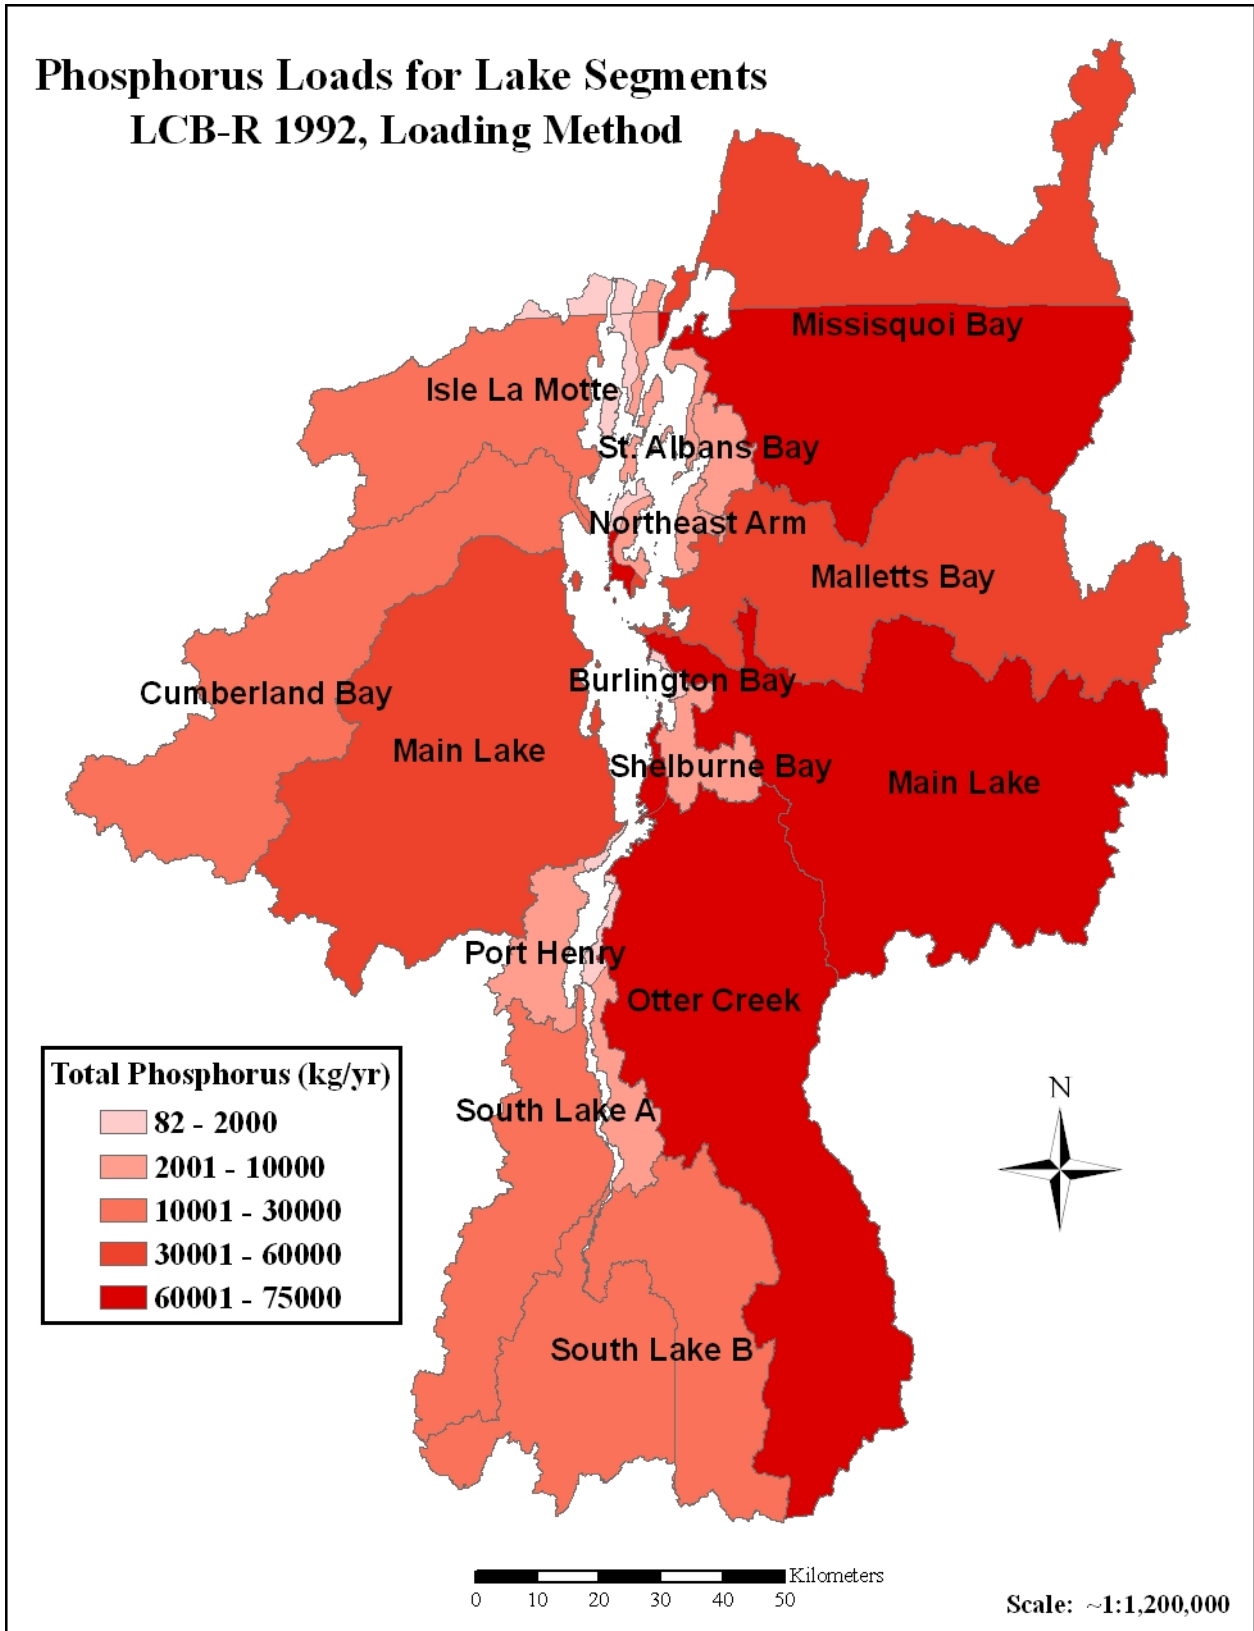 Phosphorus Loads for Lake Segments
LCB-R 1992, Loading Method
Missisquoi Bay
Isle La Motte
St. Albans Bay
Northeast Arm
Malletts Bay
Burlington Bay
Cumberland Bay
Main Lake
Shelburne Bay
Main Lake
Port Henry
Otter Creek
South Lake A
South Lake B
Total Phosphorus (kg/yr)
82 - 2000
2001 - 10000
10001 - 30000
30001 - 60000
60001 - 75000
N
Kilometers
0 10 20 30 40 50
Scale: ~1:1,200,000